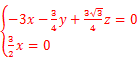 {−3x − 3/4 y + 3√3/4 z = 0
3/2 x = 0